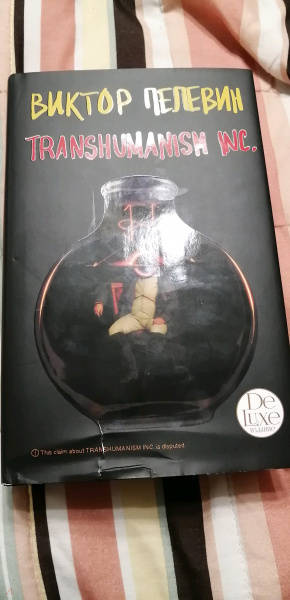 ВИКТОР ПЕЛЕВИН
TRANSHUMANISM INC.
De
Luxe
ⓘ This claim about TRANSHUMANISM INC. is disputed